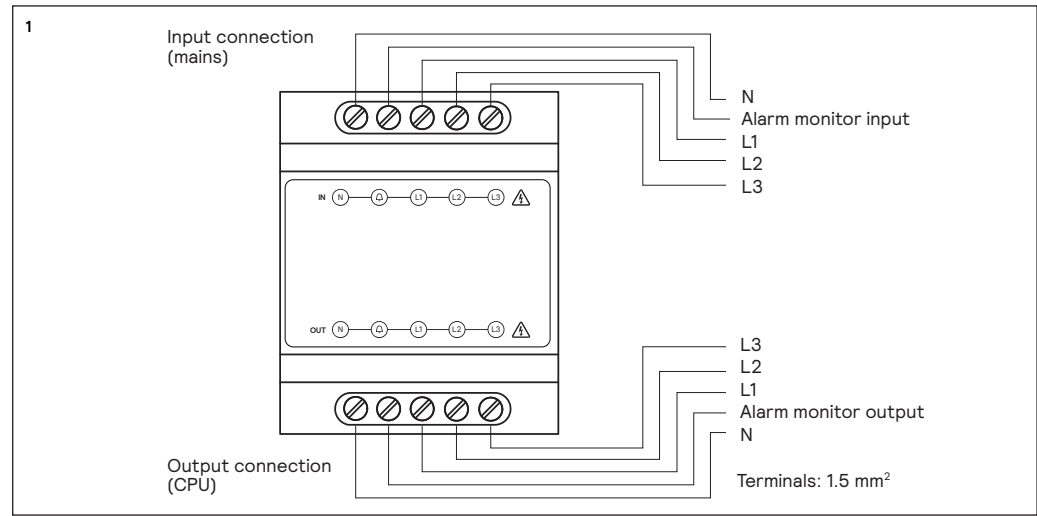 1
Input connection
(mains)
N
Alarm monitor input
L1
L2
L3
IN N L1 L2 L3
OUT N L1 L2 L3
L3
L2
L1
Alarm monitor output
N
Output connection
(CPU)
Terminals: 1.5 mm²